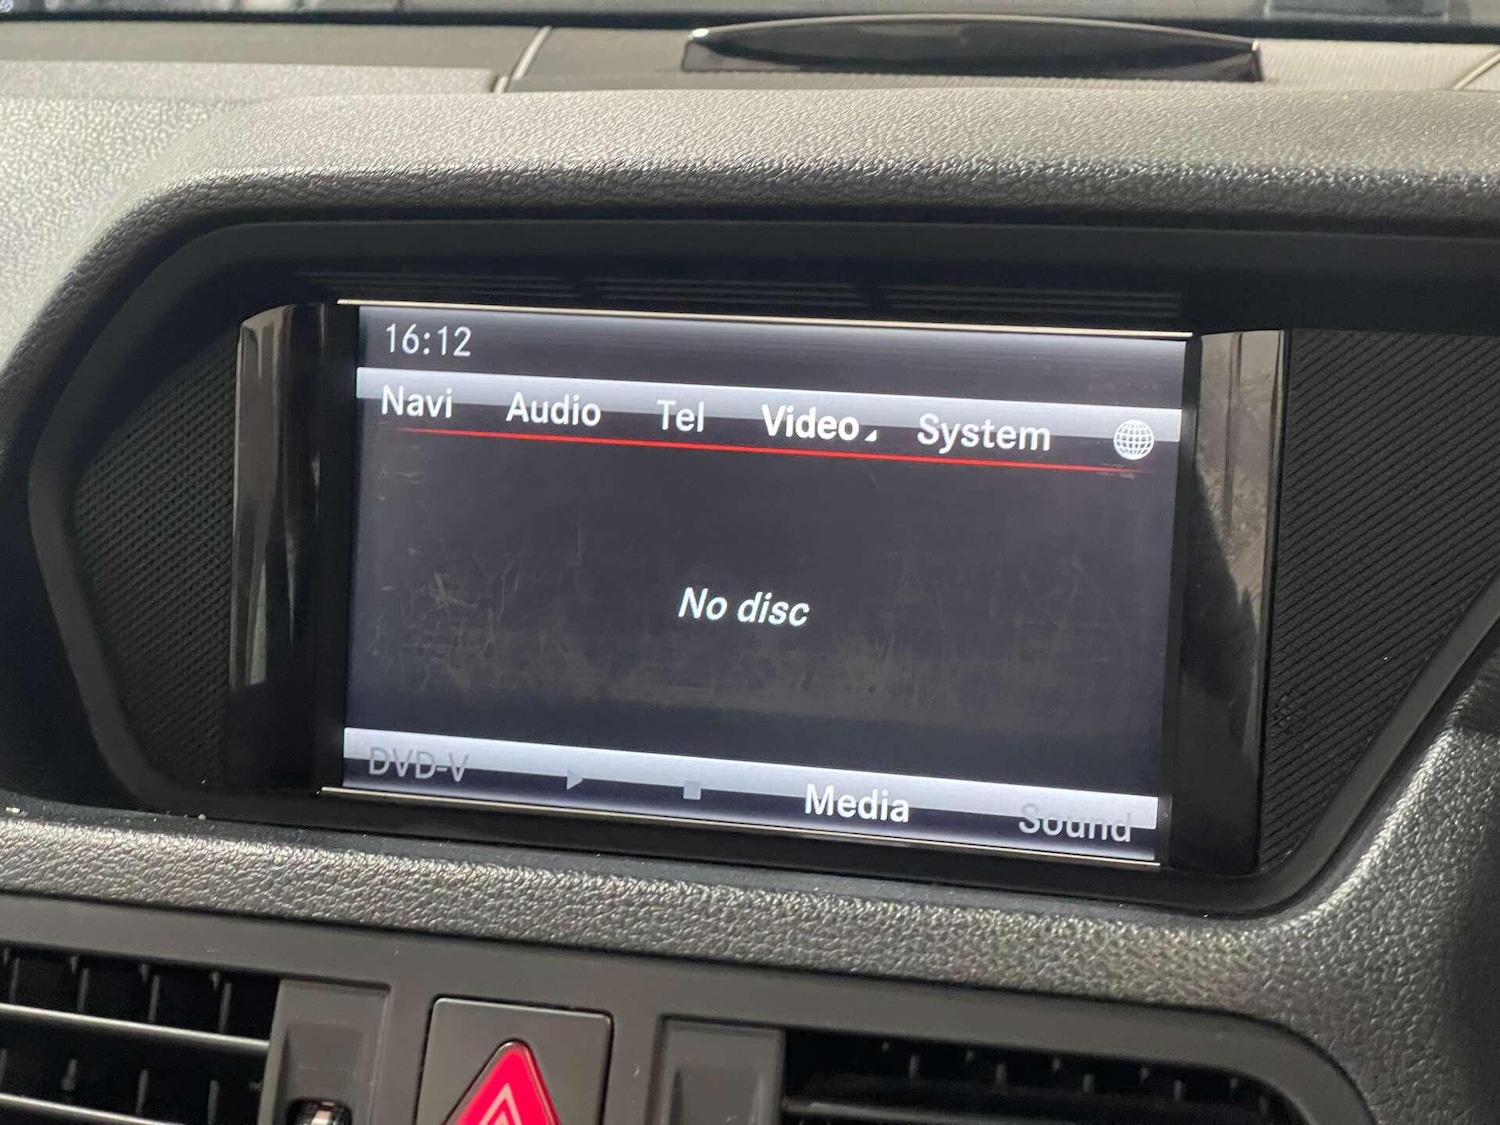 16:12
Navi Audio Tel Video System
No disc
DVD-V Media Sound